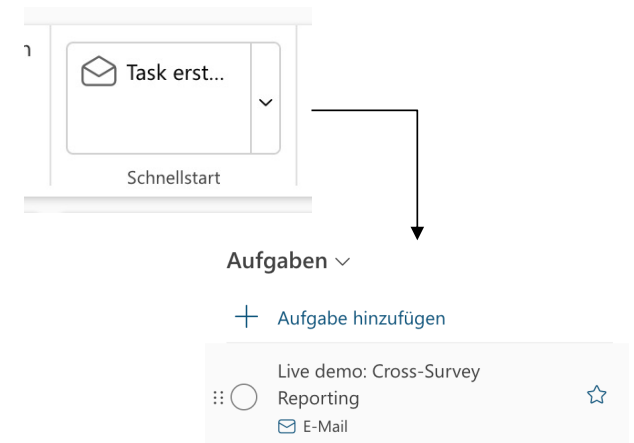 n
Task erst...
Schnellstart
Aufgaben
Aufgabe hinzufügen
Live demo: Cross-Survey
Reporting
E-Mail